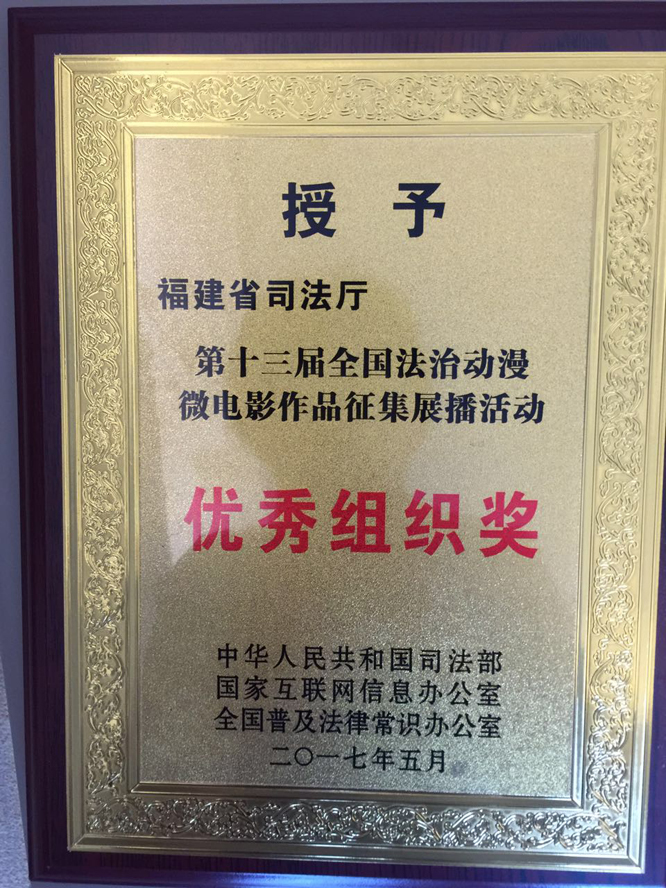 授予
福建省司法厅
第十三届全国法治动漫
微电影作品征集展播活动
优秀组织奖
中华人民共和国司法部
国家互联网信息办公室
全国普及法律常识办公室
二〇一七年五月